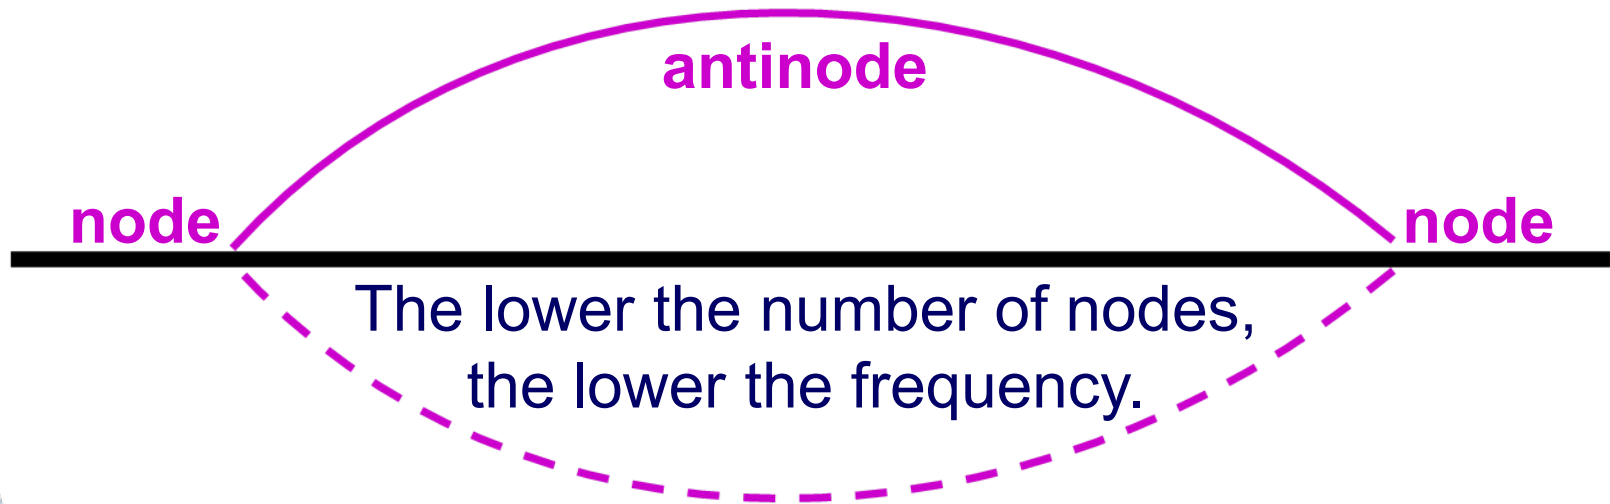 antinode
node
node
The lower the number of nodes,
the lower the frequency.